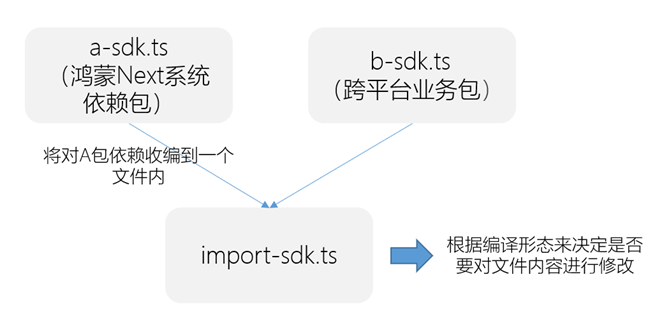 a-sdk.ts
（鸿蒙Next系统
依赖包）
b-sdk.ts
（跨平台业务包）
将对A包依赖收编到一个
文件内
import-sdk.ts
根据编译形态来决定是否
要对文件内容进行修改